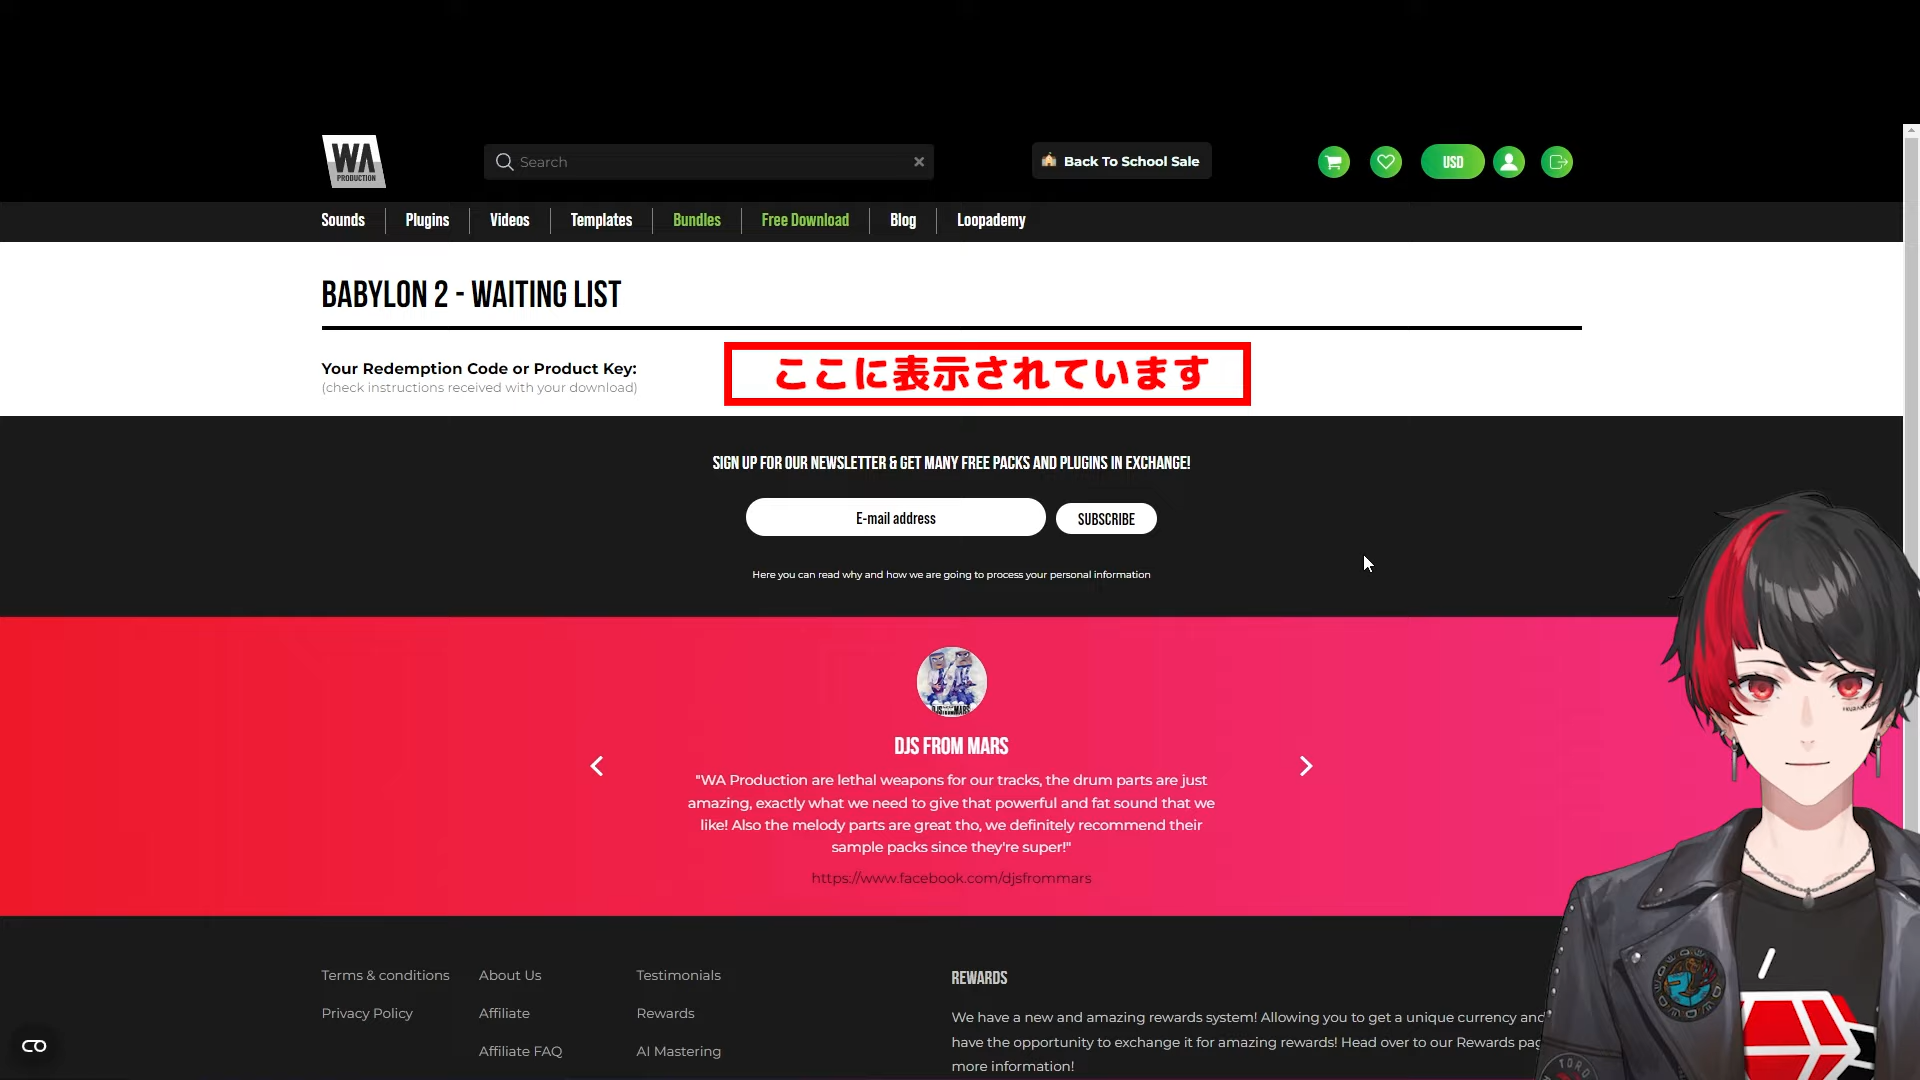 WA
PRODUCTION
Search
Back To School Sale
USD
Sounds
Plugins
Videos
Templates
Bundles
Free Download
Blog
Loopademy
BABYLON 2 - WAITING LIST
Your Redemption Code or Product Key:
(check instructions received with your download)
ここに表示されています
SIGN UP FOR OUR NEWSLETTER & GET MANY FREE PACKS AND PLUGINS IN EXCHANGE!
E-mail address
SUBSCRIBE
Here you can read why and how we are going to process your personal information
DJS FROM MARS
"WA Production are lethal weapons for our tracks, the drum parts are just
amazing, exactly what we need to give that powerful and fat sound that we
like! Also the melody parts are great tho, we definitely recommend their
sample packs since they're super!"
https://www.facebook.com/djsfrommars
Terms & conditions
About Us
Testimonials
Privacy Policy
Affiliate
Rewards
Affiliate FAQ
AI Mastering
REWARDS
We have a new and amazing rewards system! Allowing you to get a unique currency and
have the opportunity to exchange it for amazing rewards! Head over to our Rewards
more information!
TORO